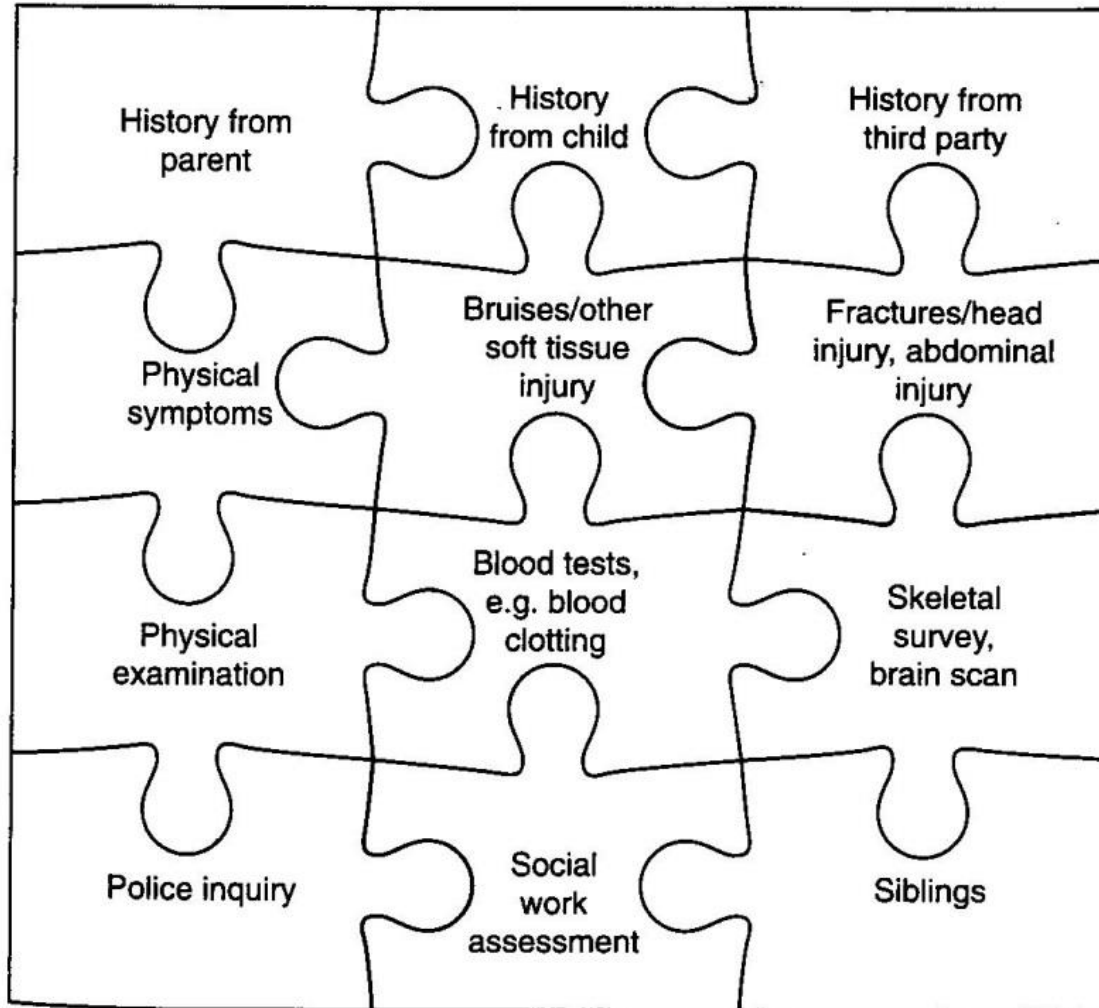 History from
parent
History
from child
History from
third party
Physical
symptoms
Bruises/other
soft tissue
injury
Fractures/head
injury, abdominal
injury
Physical
examination
Blood tests,
e.g. blood
clotting
Skeletal
survey,
brain scan
Police inquiry
Social
work
assessment
Siblings